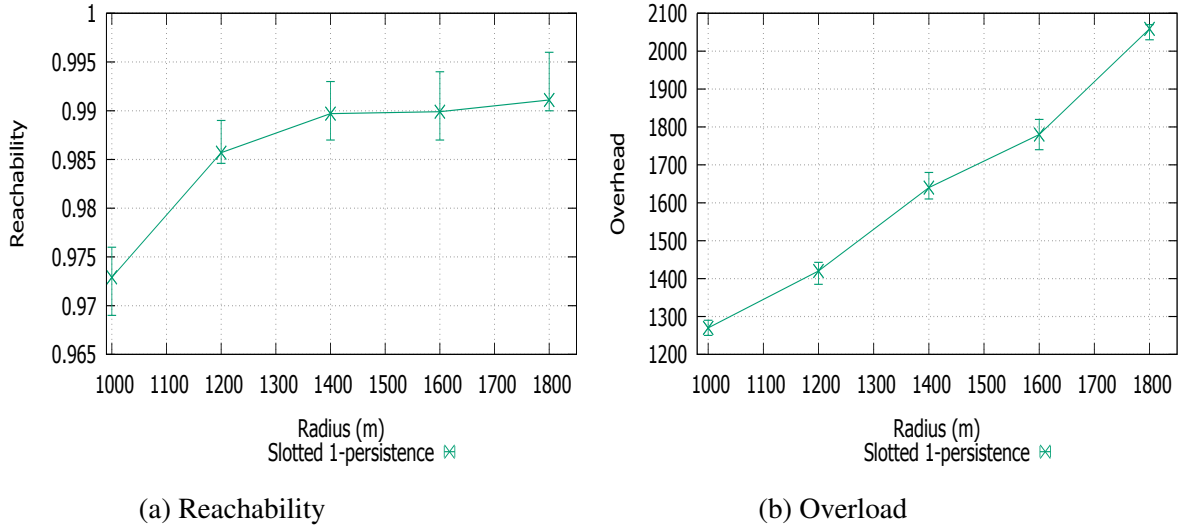 1
0.995
0.99
0.985
0.98
0.975
0.97
0.965
Reachability
1000 1100 1200 1300 1400 1500 1600 1700 1800
Radius (m)
Slotted 1-persistence
(a) Reachability
2100
2000
1900
1800
1700
1600
1500
1400
1300
1200
Overhead
1000 1100 1200 1300 1400 1500 1600 1700 1800
Radius (m)
Slotted 1-persistence
(b) Overload